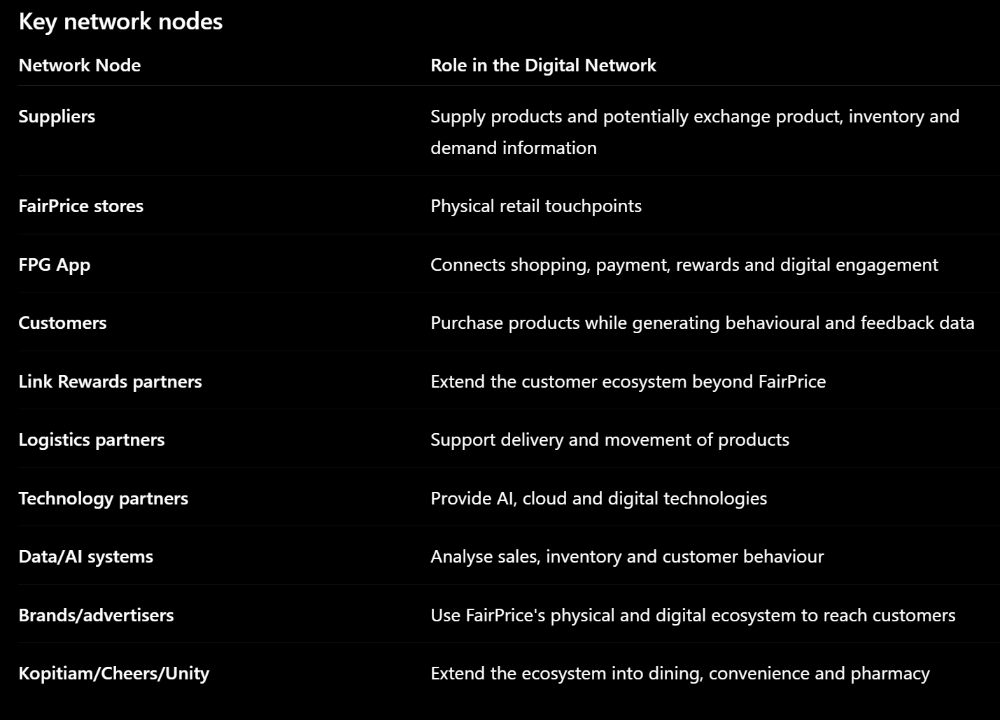 Key network nodes
Network Node
Role in the Digital Network
Suppliers
Supply products and potentially exchange product, inventory and
demand information
FairPrice stores
Physical retail touchpoints
FPG App
Connects shopping, payment, rewards and digital engagement
Customers
Purchase products while generating behavioural and feedback data
Link Rewards partners
Extend the customer ecosystem beyond FairPrice
Logistics partners
Support delivery and movement of products
Technology partners
Provide AI, cloud and digital technologies
Data/AI systems
Analyse sales, inventory and customer behaviour
Brands/advertisers
Use FairPrice's physical and digital ecosystem to reach customers
Kopitiam/Cheers/Unity
Extend the ecosystem into dining, convenience and pharmacy